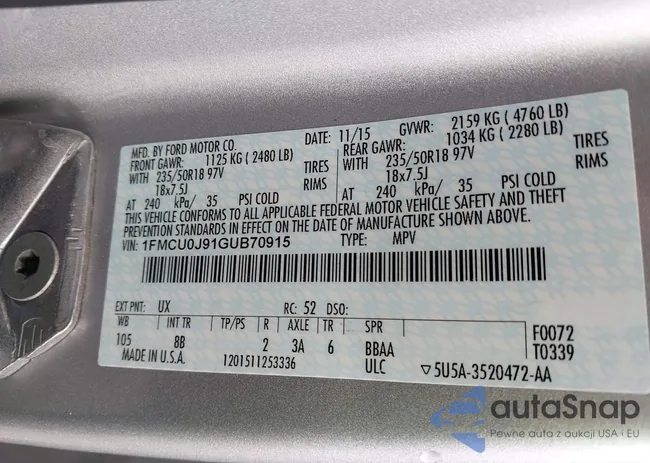 MFD. BY FORD MOTOR CO. DATE: 11/15 GVWR: 2159 KG ( 4760 LB)
FRONT GAWR: 1125 KG ( 2480 LB) REAR GAWR: 1034 KG ( 2280 LB)
WITH 235/50R18 97V TIRES WITH 235/50R18 97V TIRES
18x7.5J RIMS 18x7.5J RIMS
AT 240 kPa/ 35 PSI COLD AT 240 kPa/ 35 PSI COLD
THIS VEHICLE CONFORMS TO ALL APPLICABLE FEDERAL MOTOR VEHICLE SAFETY AND BUMPER
AND THEFT PREVENTION STANDARDS IN EFFECT ON THE DATE OF MANUFACTURE SHOWN ABOVE.
VIN: 1FMCU0J91GUB70915 TYPE: MPV
EXT PNT: UX RC: 52 DSO: F0072
WB INT TR TP/PS R AXLE TR SPR T0339
105 8B 2 3A 6 BBAA
MADE IN U.S.A. 1201511253336 ULC ▽5U5A-3520472-AA
autaSnap
Pewne auta z aukcji USA i EU